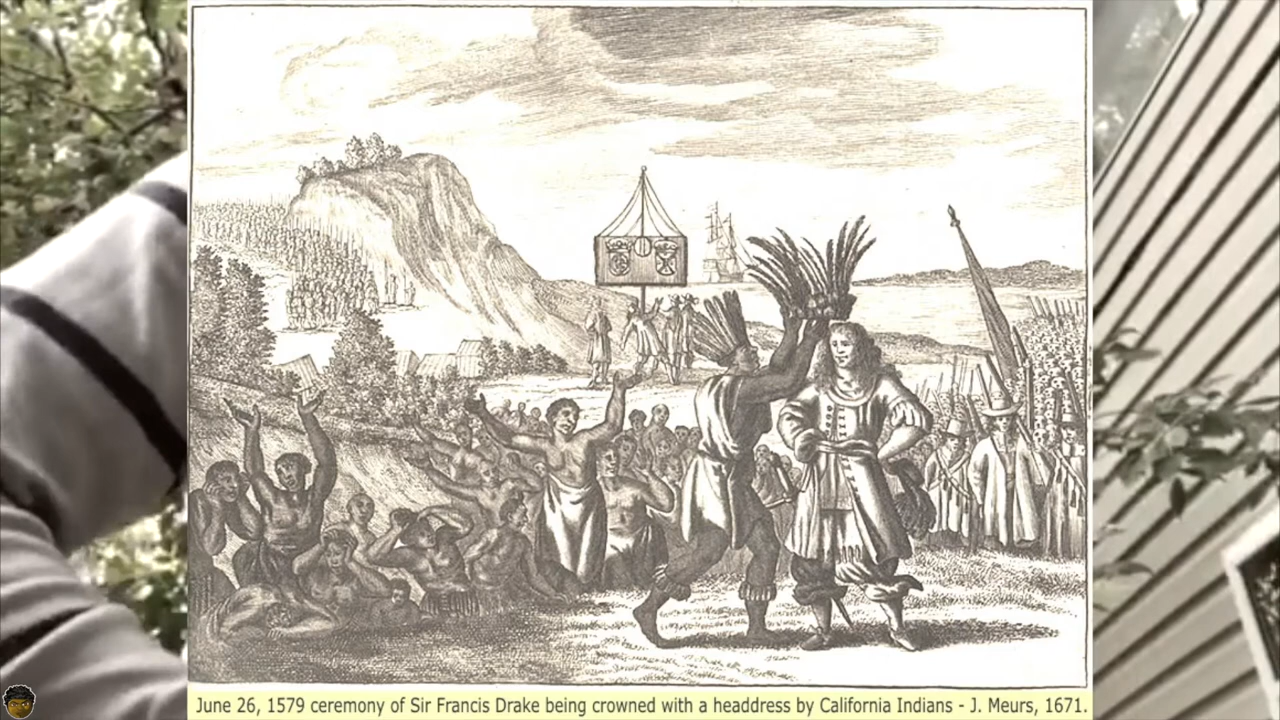 June 26, 1579 ceremony of Sir Francis Drake being crowned with a headdress by California Indians - J. Meurs, 1671.